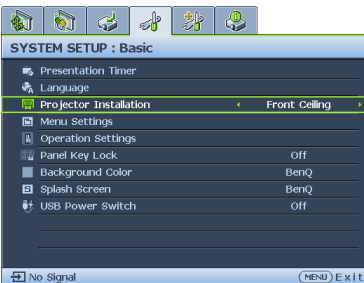 SYSTEM SETUP : Basic
Presentation Timer
Language
Projector Installation Front Ceiling
Menu Settings
Operation Settings
Panel Key Lock Off
Background Color BenQ
Splash Screen BenQ
USB Power Switch Off
No Signal MENU Exit